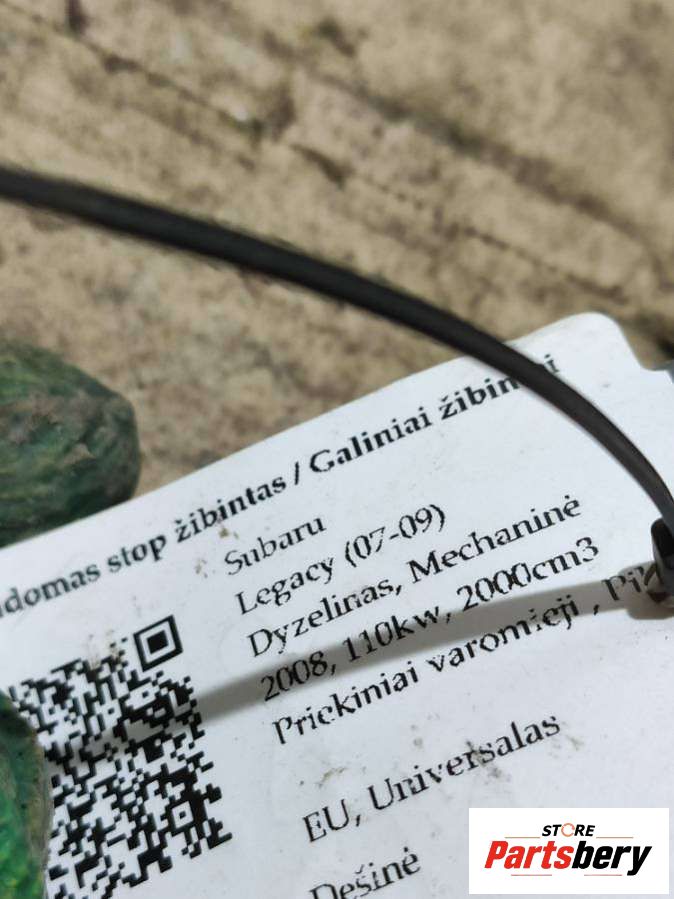 domas stop žibintas / Galiniai žibin
Subaru
Legacy (07-09)
Dyzelinas, Mechaninė
2008, 110kw, 2000cm3
Priekiniai varomieji ,
EU, Universalas
Dešinė
STORE
Partsbery